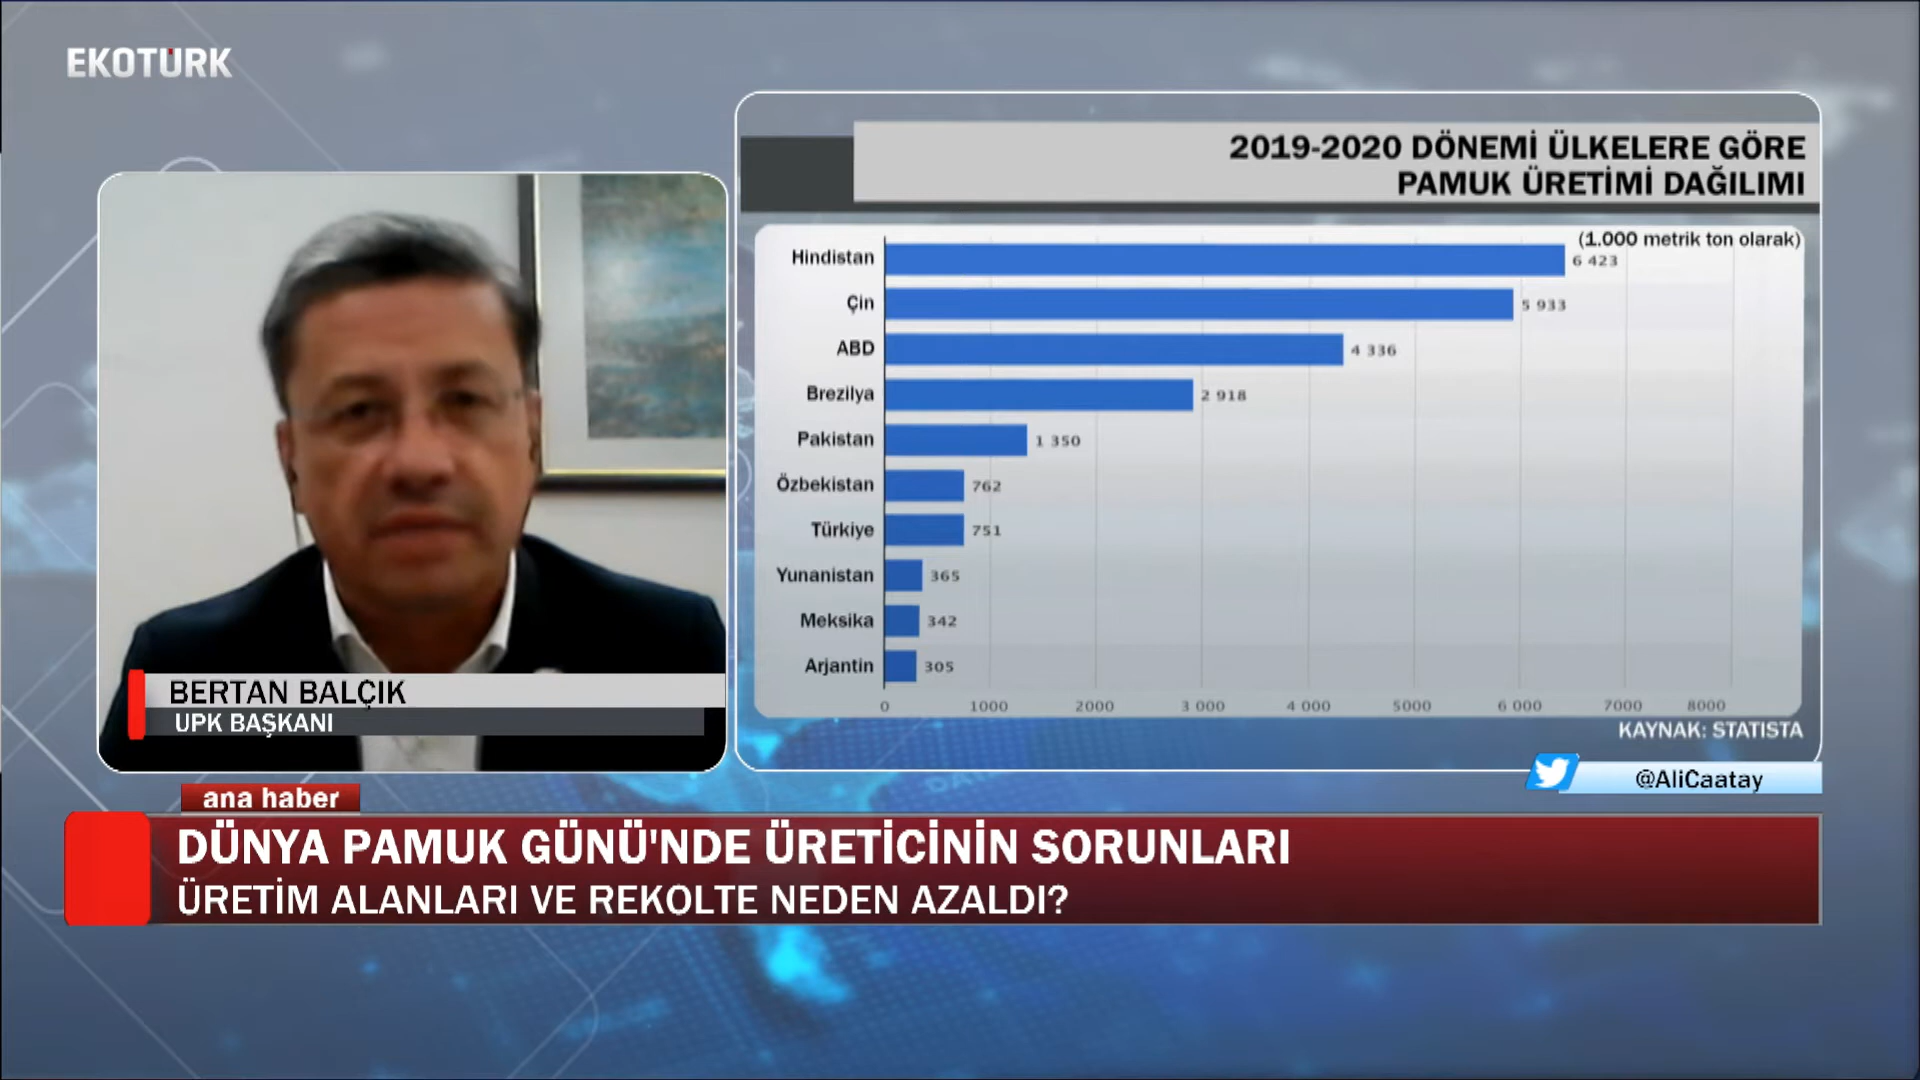 EKOTÜRK
2019-2020 DÖNEMİ ÜLKELERE GÖRE
PAMUK ÜRETİMİ DAĞILIMI
(1.000 metrik ton olarak)
Hindistan 6 423
Çin 5 933
ABD 4 336
Brezilya 2 918
Pakistan 1 350
Özbekistan 762
Türkiye 751
Yunanistan 365
Meksika 342
Arjantin 305
0 1000 2000 3 000 4 000 5000 6 000 7000 8000
KAYNAK: STATISTA
BERTAN BALÇIK
UPK BAŞKANI
@AliCaatay
ana haber
DÜNYA PAMUK GÜNÜ'NDE ÜRETİCİNİN SORUNLARI
ÜRETİM ALANLARI VE REKOLTE NEDEN AZALDI?